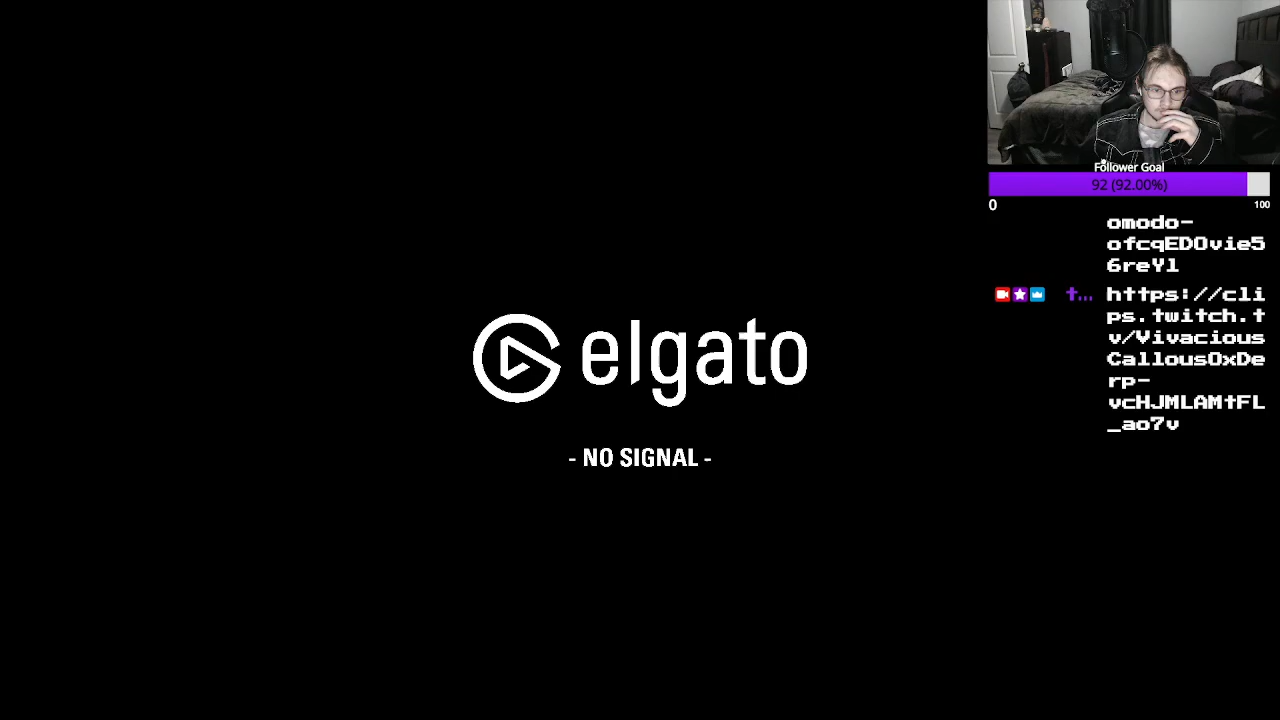 elgato
- NO SIGNAL -
Follower Goal
92 (92.00%)
0
100
omodo-
ofcqEDOvie5
6reYl
t... https://cli
ps.twitch.t
v/Vivacious
CallousOxDe
rp-
vcHJMLAMtFL
_ao7v